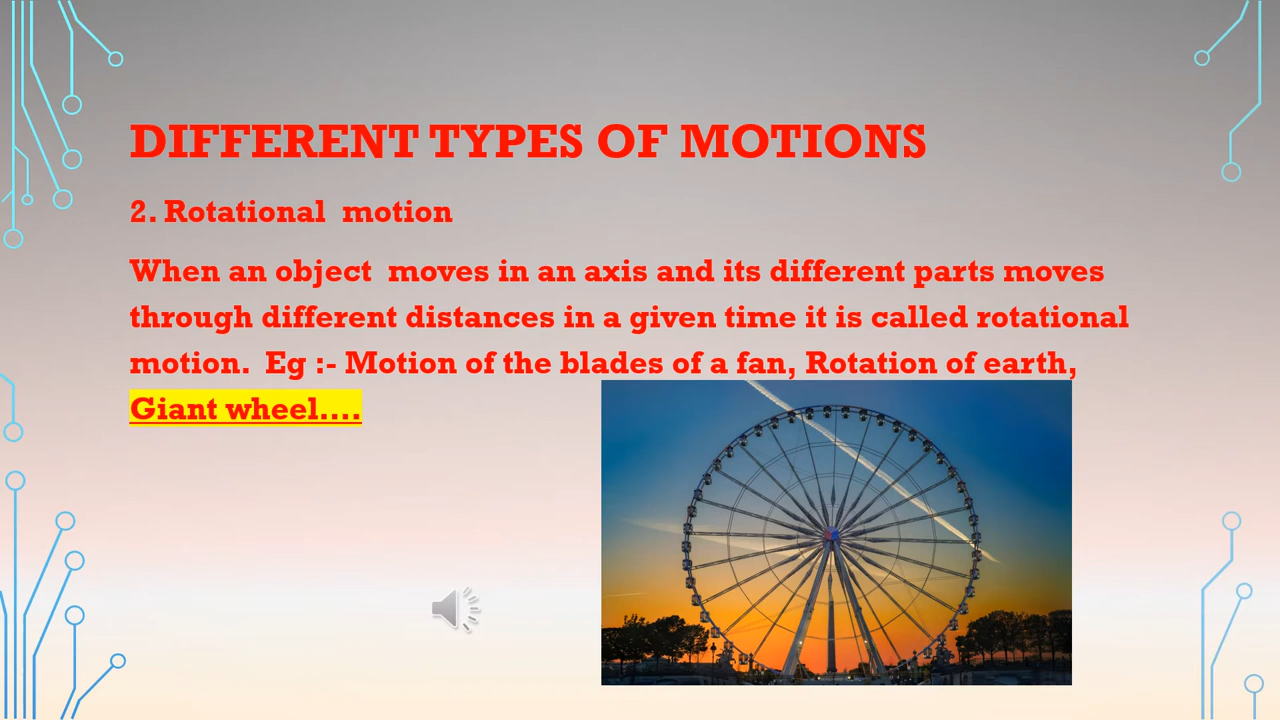 DIFFERENT TYPES OF MOTIONS
2. Rotational  motion
When an object  moves in an axis and its different parts moves
through different distances in a given time it is called rotational
motion.  Eg :- Motion of the blades of a fan, Rotation of earth,
Giant wheel....